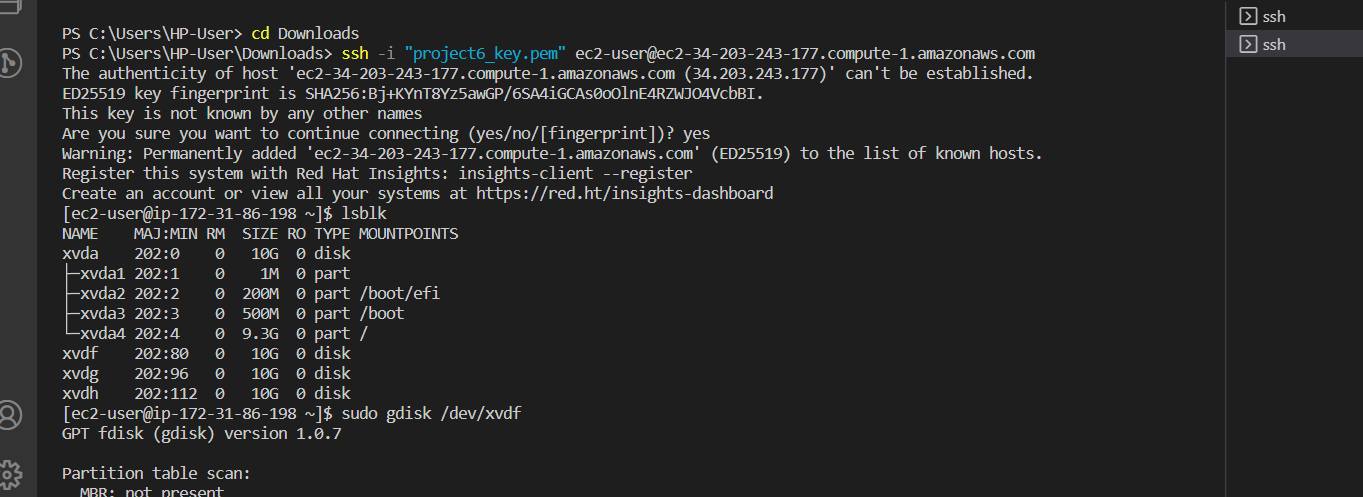 PS C:\Users\HP-User> cd Downloads
PS C:\Users\HP-User\Downloads> ssh -i "project6_key.pem" ec2-user@ec2-34-203-243-177.compute-1.amazonaws.com
The authenticity of host 'ec2-34-203-243-177.compute-1.amazonaws.com (34.203.243.177)' can't be established.
ED25519 key fingerprint is SHA256:Bj+KYnT8Yz5awGP/6SA4iGCAs0oOlnE4RZWJO4VcbBI.
This key is not known by any other names
Are you sure you want to continue connecting (yes/no/[fingerprint])? yes
Warning: Permanently added 'ec2-34-203-243-177.compute-1.amazonaws.com' (ED25519) to the list of known hosts.
Register this system with Red Hat Insights: insights-client --register
Create an account or view all your systems at https://red.ht/insights-dashboard
[ec2-user@ip-172-31-86-198 ~]$ lsblk
NAME    MAJ:MIN RM  SIZE RO TYPE MOUNTPOINTS
xvda    202:0    0   10G  0 disk
├─xvda1 202:1    0    1M  0 part
├─xvda2 202:2    0  200M  0 part /boot/efi
├─xvda3 202:3    0  500M  0 part /boot
└─xvda4 202:4    0  9.3G  0 part /
xvdf    202:80   0   10G  0 disk
xvdg    202:96   0   10G  0 disk
xvdh    202:112  0   10G  0 disk
[ec2-user@ip-172-31-86-198 ~]$ sudo gdisk /dev/xvdf
GPT fdisk (gdisk) version 1.0.7
Partition table scan:
  MBR: not present
ssh
ssh